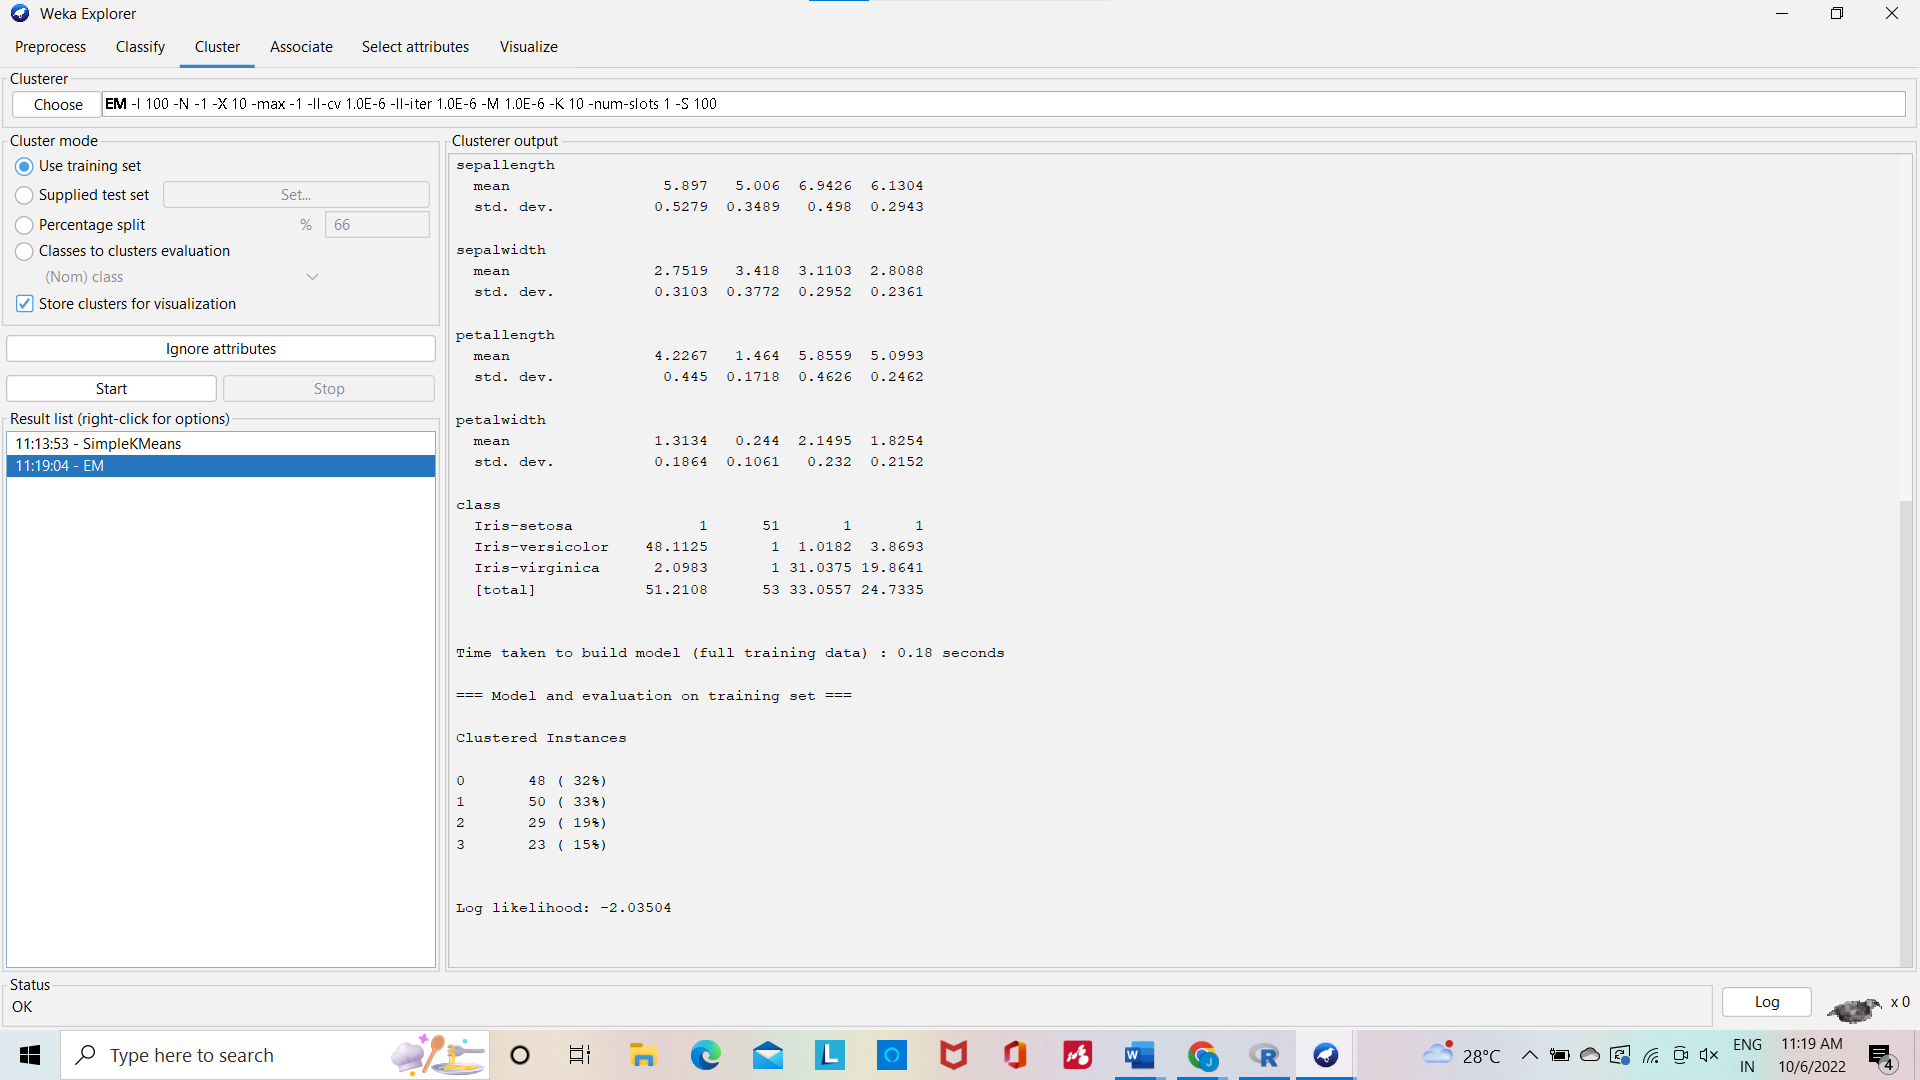 Weka Explorer
Preprocess Classify Cluster Associate Select attributes Visualize
Clusterer
Choose EM -I 100 -N -1 -X 10 -max -1 -ll-cv 1.0E-6 -ll-iter 1.0E-6 -M 1.0E-6 -K 10 -num-slots 1 -S 100
Cluster mode
Use training set
Supplied test set Set...
Percentage split % 66
Classes to clusters evaluation
(Nom) class
Store clusters for visualization
Ignore attributes
Start Stop
Result list (right-click for options)
11:13:53 - SimpleKMeans
11:19:04 - EM
Clusterer output
sepallength
mean 5.897 5.006 6.9426 6.1304
std. dev. 0.5279 0.3489 0.498 0.2943
sepalwidth
mean 2.7519 3.418 3.1103 2.8088
std. dev. 0.3103 0.3772 0.2952 0.2361
petallength
mean 4.2267 1.464 5.8559 5.0993
std. dev. 0.445 0.1718 0.4626 0.2462
petalwidth
mean 1.3134 0.244 2.1495 1.8254
std. dev. 0.1864 0.1061 0.232 0.2152
class
Iris-setosa 1 51 1 1
Iris-versicolor 48.1125 1 1.0182 3.8693
Iris-virginica 2.0983 1 31.0375 19.8641
[total] 51.2108 53 33.0557 24.7335
Time taken to build model (full training data) : 0.18 seconds
=== Model and evaluation on training set ===
Clustered Instances
0 48 ( 32%)
1 50 ( 33%)
2 29 ( 19%)
3 23 ( 15%)
Log likelihood: -2.03504
Status
OK
Log x 0
Type here to search
L
W
R
28°C
ENG
IN
11:19 AM
10/6/2022
4